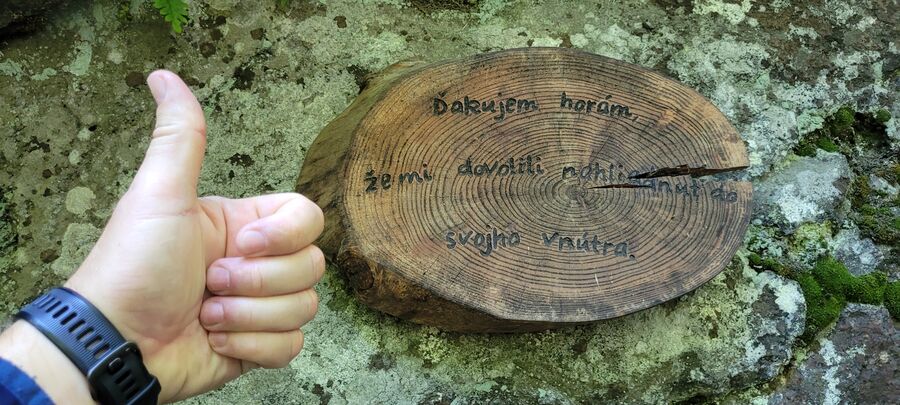 Ďakujem horám,
že mi dovolili nahliadnuť do
svojho vnútra.